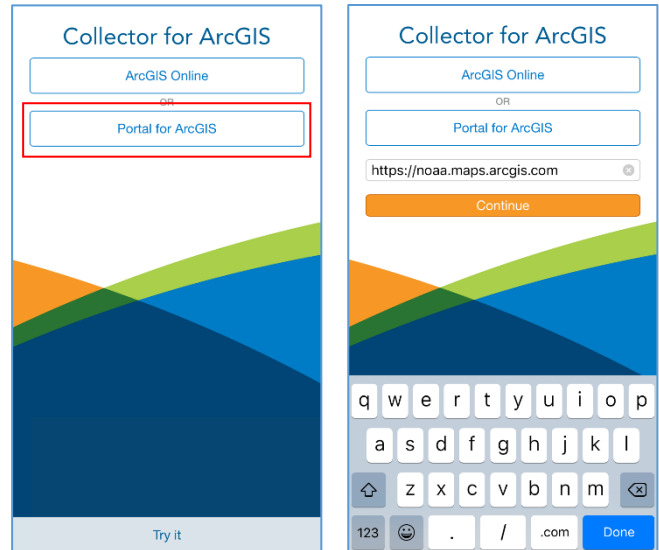 Collector for ArcGIS
ArcGIS Online
OR
Portal for ArcGIS
Try it
Collector for ArcGIS
ArcGIS Online
OR
Portal for ArcGIS
https://noaa.maps.arcgis.com
Continue
q w e r t y u i o p
a s d f g h j k l
z x c v b n m
123 . / .com Done